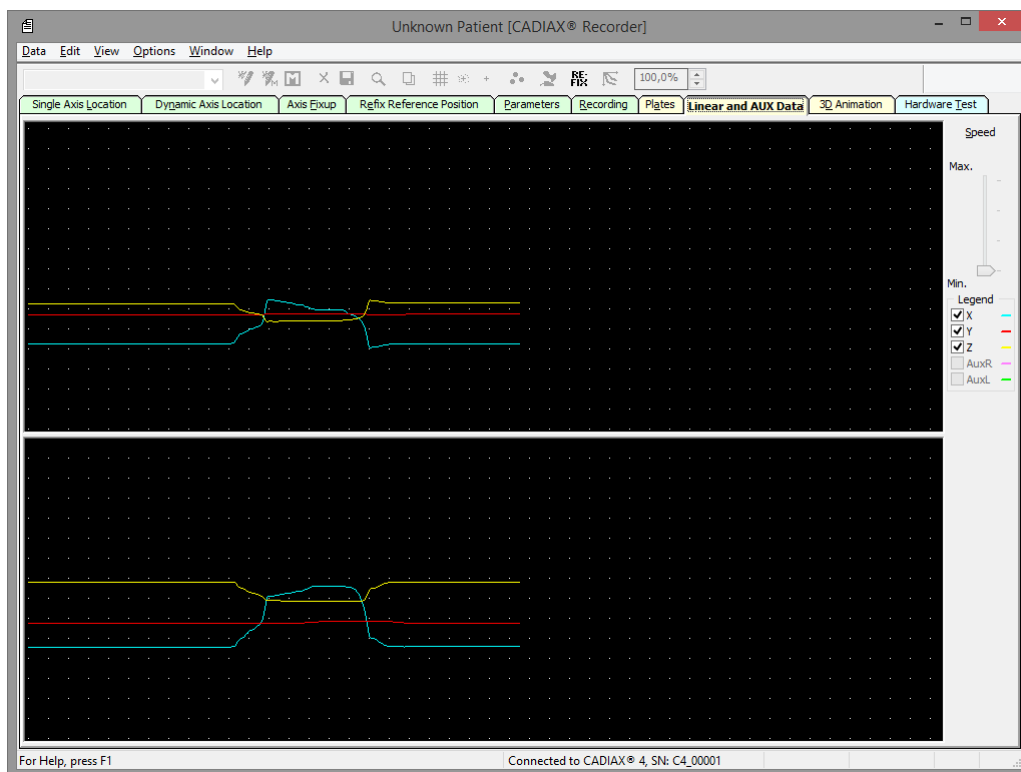 Unknown Patient [CADIAX® Recorder]
Data Edit View Options Window Help
M RE: FIX 100,0%
Single Axis Location Dynamic Axis Location Axis Fixup Refix Reference Position Parameters Recording Plates Linear and AUX Data 3D Animation Hardware Test
Speed
Max.
Min.
Legend
X
Y
Z
AuxR
AuxL
For Help, press F1 Connected to CADIAX® 4, SN: C4_00001